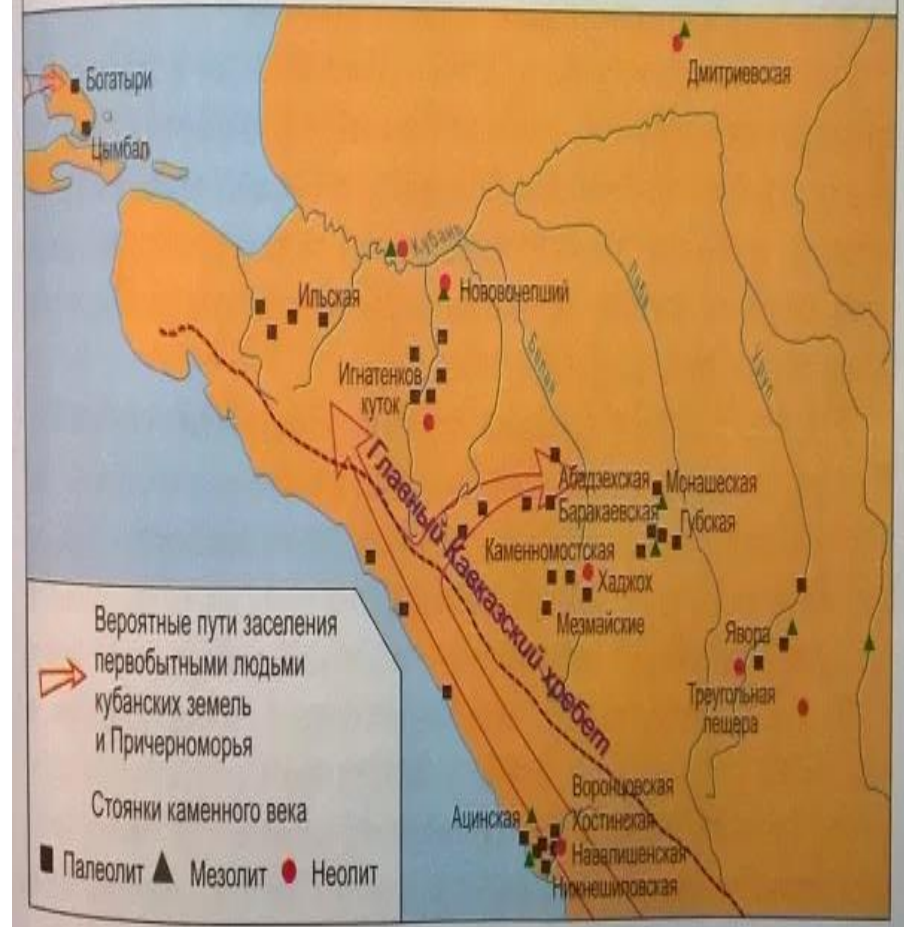 Богатыри
Цымбал
Дмитриевская
Кубань
Ильская
Нововочепший
Игнатенков
куток
Белая
Лаба
Уруп
Главный Кавказский хребет
Абадзехская
Монашеская
Баракаевская
Губская
Каменномостская
Хаджох
Мезмайские
Явора
Треугольная
пещера
Воронцовская
Ацинская
Хостинская
Навалишенская
Нижнешиловская
Вероятные пути заселения
первобытными людьми
кубанских земель
и Причерноморья
Стоянки каменного века
Палеолит
Мезолит
Неолит